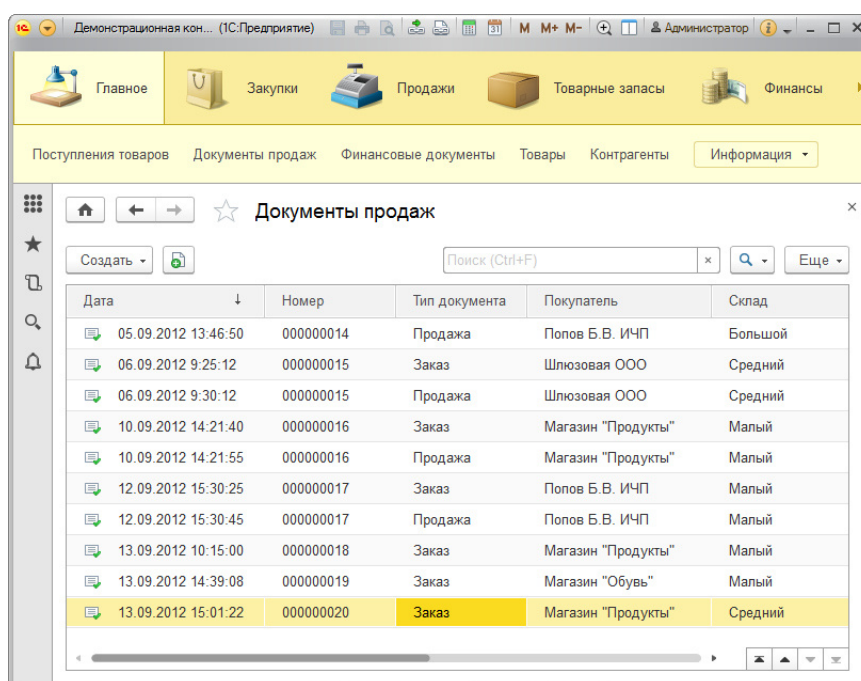 1С Демонстрационная кон... (1С:Предприятие) 31 M M+ M- Администратор i
Главное Закупки Продажи Товарные запасы Финансы
Поступления товаров Документы продаж Финансовые документы Товары Контрагенты Информация
Документы продаж
Создать Поиск (Ctrl+F) Еще
Дата Номер Тип документа Покупатель Склад
05.09.2012 13:46:50 000000014 Продажа Попов Б.В. ИЧП Большой
06.09.2012 9:25:12 000000015 Заказ Шлюзовая ООО Средний
06.09.2012 9:30:12 000000015 Продажа Шлюзовая ООО Средний
10.09.2012 14:21:40 000000016 Заказ Магазин "Продукты" Малый
10.09.2012 14:21:55 000000016 Продажа Магазин "Продукты" Малый
12.09.2012 15:30:25 000000017 Заказ Попов Б.В. ИЧП Малый
12.09.2012 15:30:45 000000017 Продажа Попов Б.В. ИЧП Малый
13.09.2012 10:15:00 000000018 Заказ Магазин "Продукты" Малый
13.09.2012 14:39:08 000000019 Заказ Магазин "Обувь" Малый
13.09.2012 15:01:22 000000020 Заказ Магазин "Продукты" Средний